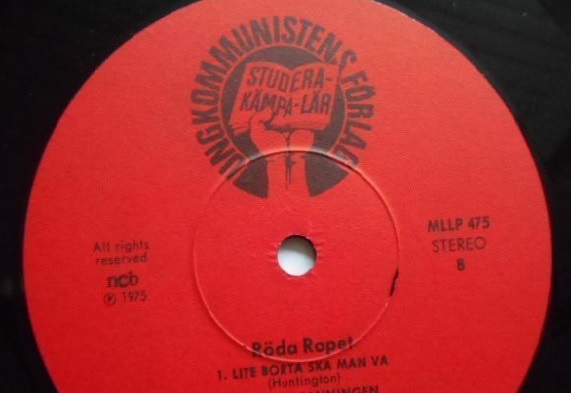 UNGKOMMUNISTENS FÖRLAG
STUDERA-
KÄMPA-LÄR
All rights
reserved
ncb
℗ 1975
MLLP 475
STEREO
B
Röda Ropet
1. LITE BORTA SKA MAN VA
(Huntington)